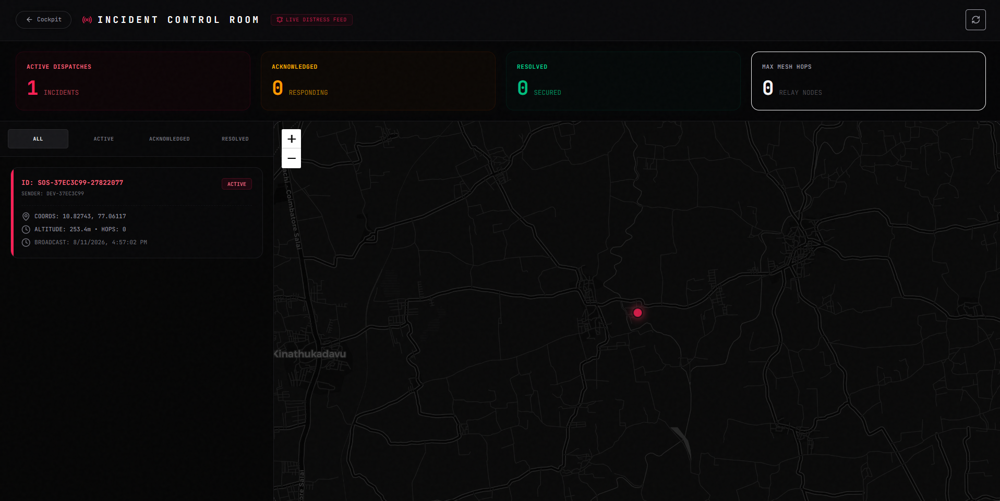 Cockpit
INCIDENT CONTROL ROOM
LIVE DISTRESS FEED
ACTIVE DISPATCHES
1 INCIDENTS
ACKNOWLEDGED
0 RESPONDING
RESOLVED
0 SECURED
MAX MESH HOPS
0 RELAY NODES
ALL
ACTIVE
ACKNOWLEDGED
RESOLVED
ID: SOS-37EC3C99-27822077
ACTIVE
SENDER: DEV-37EC3C99
COORDS: 10.82743, 77.06117
ALTITUDE: 253.4m • HOPS: 0
BROADCAST: 8/11/2026, 4:57:02 PM
+
−
achi - Coimbatore Salai
Kinathukadavu
ore Salai